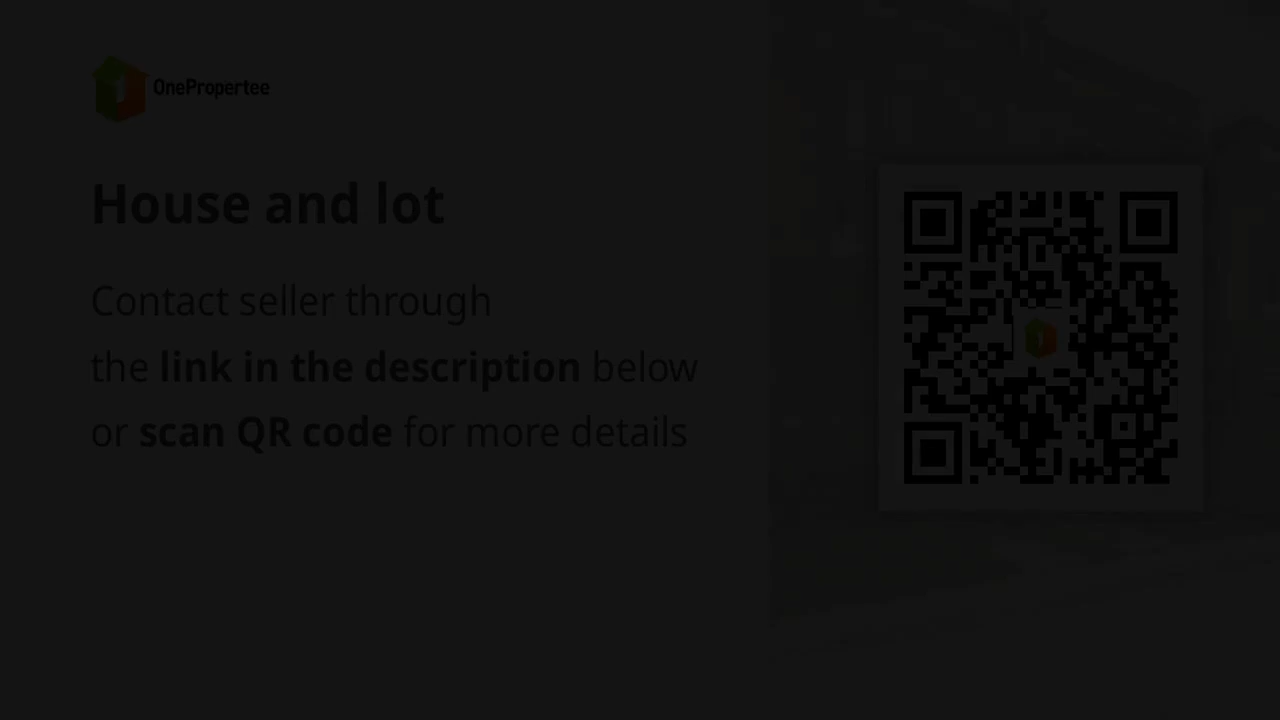 OnePropertee
House and lot
Contact seller through
the link in the description below
or scan QR code for more details